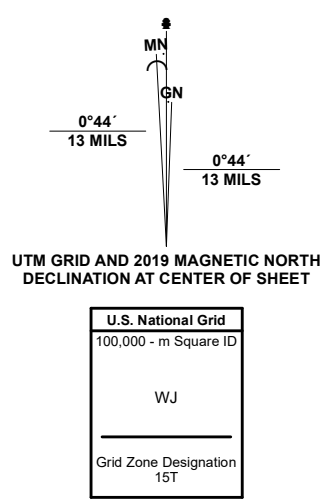 MN
GN
0°44´
13 MILS
0°44´
13 MILS
UTM GRID AND 2019 MAGNETIC NORTH
DECLINATION AT CENTER OF SHEET
U.S. National Grid
100,000 - m Square ID
WJ
Grid Zone Designation
15T